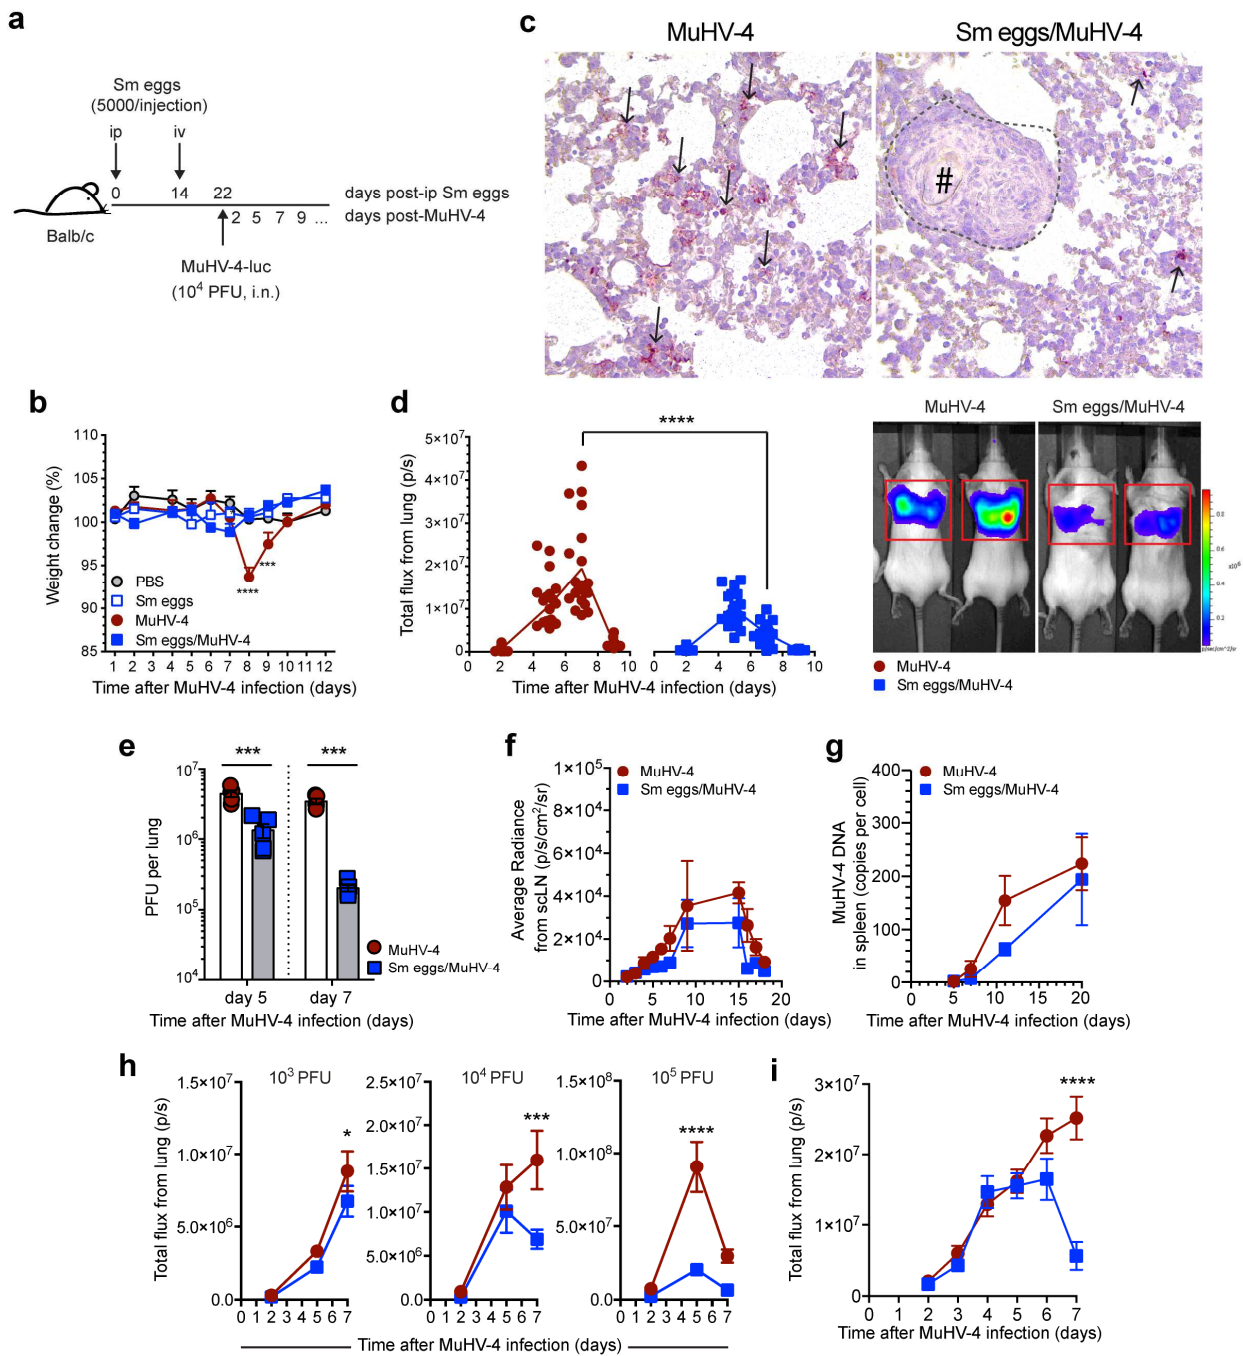 a
Sm eggs
(5000/injection)
ip iv
0 14 22 days post-ip Sm eggs
2 5 7 9 ... days post-MuHV-4
Balb/c
MuHV-4-luc
(10⁴ PFU, i.n.)
c
MuHV-4 Sm eggs/MuHV-4
#
b
Weight change (%)
110
105
100
95
90
85
PBS
Sm eggs
MuHV-4
Sm eggs/MuHV-4
***
****
1 2 3 4 5 6 7 8 9 10 12
Time after MuHV-4 infection (days)
d
****
Total flux from lung (p/s)
5×10⁷
4×10⁷
3×10⁷
2×10⁷
1×10⁷
0
0 2 4 6 8 10 0 2 4 6 8 10
Time after MuHV-4 infection (days)
MuHV-4 Sm eggs/MuHV-4
0.8
0.6
0.4
0.2
x10⁶
p/sec/cm^2/sr
MuHV-4
Sm eggs/MuHV-4
e
*** ***
PFU per lung
10⁷
10⁶
10⁵
10⁴
MuHV-4
Sm eggs/MuHV-4
day 5 day 7
Time after MuHV-4 infection (days)
f
MuHV-4
Sm eggs/MuHV-4
Average Radiance
from scLN (p/s/cm²/sr)
1×10⁵
8×10⁴
6×10⁴
4×10⁴
2×10⁴
0
0 5 10 15 20
Time after MuHV-4 infection (days)
g
MuHV-4
Sm eggs/MuHV-4
MuHV-4 DNA
in spleen (copies per cell)
400
300
200
100
0
0 5 10 15 20
Time after MuHV-4 infection (days)
h
Total flux from lung (p/s)
10³ PFU
1.5×10⁷
1.0×10⁷
5.0×10⁶
0.0
*
0 1 2 3 4 5 6 7
10⁴ PFU
2.5×10⁷
2.0×10⁷
1.5×10⁷
1.0×10⁷
5.0×10⁶
0.0
***
0 1 2 3 4 5 6 7
10⁵ PFU
1.5×10⁸
1.0×10⁸
5.0×10⁷
0.0
****
0 1 2 3 4 5 6 7
Time after MuHV-4 infection (days)
i
Total flux from lung (p/s)
3×10⁷
2×10⁷
1×10⁷
0
****
0 1 2 3 4 5 6 7
Time after MuHV-4 infection (days)